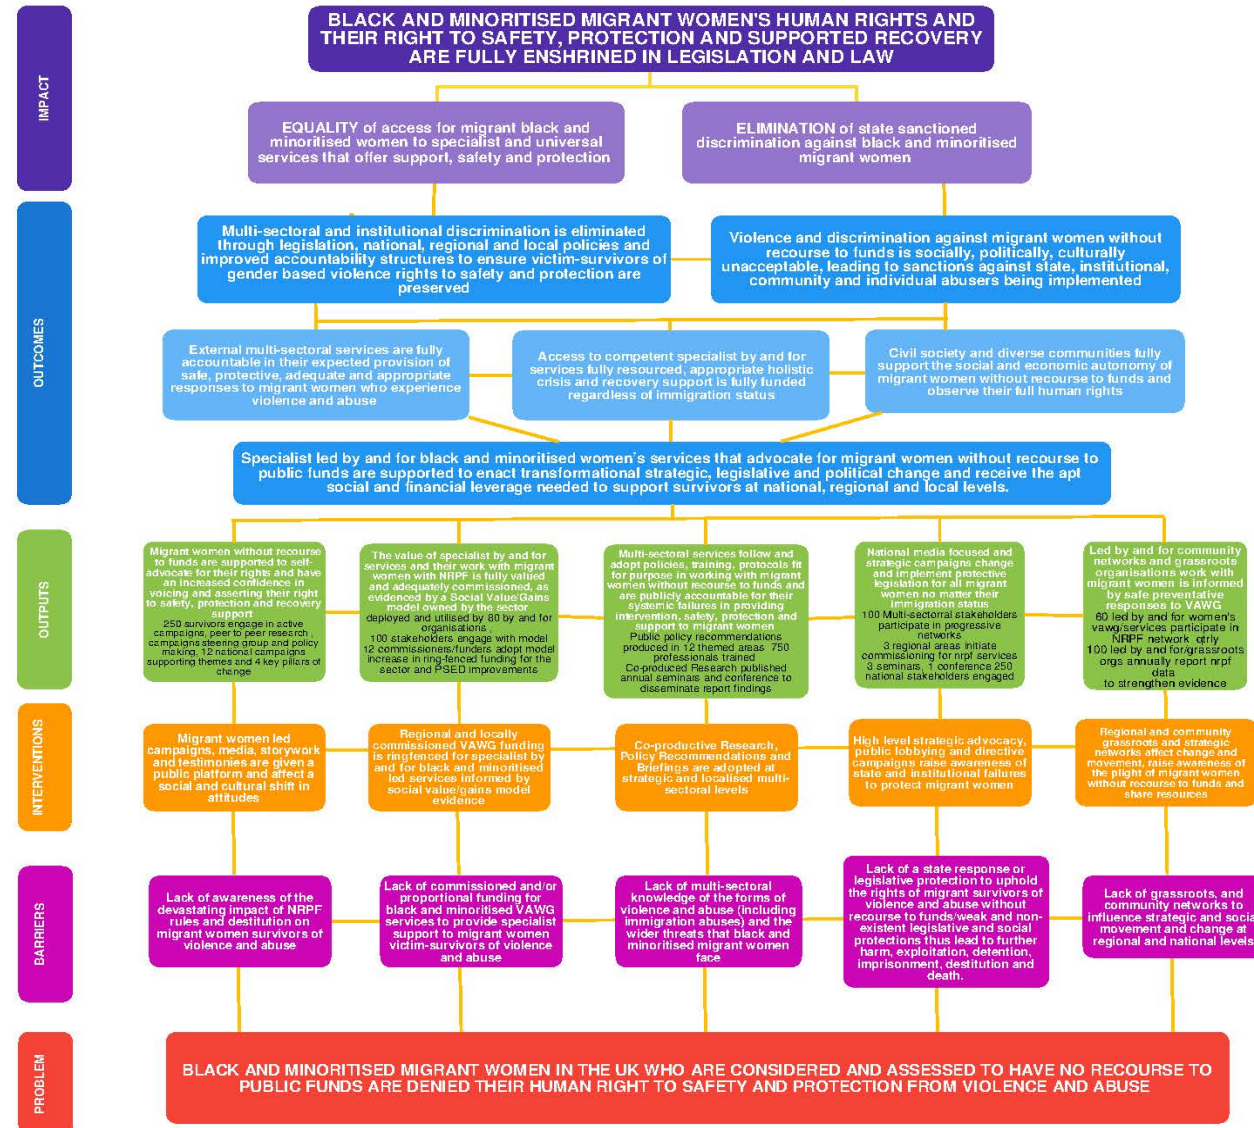 IMPACT
BLACK AND MINORITISED MIGRANT WOMEN'S HUMAN RIGHTS AND
THEIR RIGHT TO SAFETY, PROTECTION AND SUPPORTED RECOVERY
ARE FULLY ENSHRINED IN LEGISLATION AND LAW
EQUALITY of access for migrant black and
minoritised women to specialist and universal
services that offer support, safety and protection
ELIMINATION of state sanctioned
discrimination against black and minoritised
migrant women
OUTCOMES
Multi-sectoral and institutional discrimination is eliminated
through legislation, national, regional and local policies and
improved accountability structures to ensure victim-survivors of
gender based violence rights to safety and protection are
preserved
Violence and discrimination against migrant women without
recourse to funds is socially, politically, culturally
unacceptable, leading to sanctions against state, institutional,
community and individual abusers being implemented
External multi-sectoral services are fully
accountable in their expected provision of
safe, protective, adequate and appropriate
responses to migrant women who experience
violence and abuse
Access to competent specialist by and for
services fully resourced, appropriate holistic
crisis and recovery support is fully funded
regardless of immigration status
Civil society and diverse communities fully
support the social and economic autonomy of
migrant women without recourse to funds and
observe their full human rights
Specialist led by and for black and minoritised women's services that advocate for migrant women without recourse to
public funds are supported to enact transformational strategic, legislative and political change and receive the apt
social and financial leverage needed to support survivors at national, regional and local levels.
OUTPUTS
Migrant women without recourse
to funds are supported to self-
advocate for their rights and have
an increased confidence in
voicing and asserting their right
to safety, protection and recovery
support
250 survivors engage in active
campaigns, peer to peer research ,
campaigns steering group and policy
making, 12 national campaigns
supporting themes and 4 key pillars of
change
The value of specialist by and for
services and their work with migrant
women with NRPF is fully valued
and adequately commissioned, as
evidenced by a Social Value/Gains
model owned by the sector
deployed and utilised by 80 by and for
organisations ,
100 stakeholders engage with model
12 commissioners/funders adopt model
increase in ring-fenced funding for the
sector and PSED improvements
Multi-sectoral services follow and
adopt policies, training, protocols fit
for purpose in working with migrant
women without recourse to funds and
are publicly accountable for their
systemic failures in providing
intervention, safety, protection and
support to migrant women
Public policy recommendations
produced in 12 themed areas 750
professionals trained
Co-produced Research published
annual seminars and conference to
disseminate report findings
National media focused and
strategic campaigns change
and implement protective
legislation for all migrant
women no matter their
immigration status
100 Multi-secrorral stakeholders
participate in progressive
networks
3 regional areas initiate
commissioning for nrpf services
3 seminars, 1 conference 250
national stakeholders engaged
Led by and for community
networks and grassroots
organisations work with
migrant women is informed
by safe preventative
responses to VAWG
60 led by and for women's
vawg/services participate in
NRPF network qtrly
100 led by and for/grassroots
orgs annually report nrpf
data
to strengthen evidence
INTERVENTIONS
Migrant women led
campaigns, media, storywork
and testimonies are given a
public platform and affect a
social and cultural shift in
attitudes
Regional and locally
commissioned VAWG funding
is ringfenced for specialist by
and for black and minoritised
led services informed by
social value/gains model
evidence
Co-productive Research,
Policy Recommendations and
Briefings are adopted at
strategic and localised multi-
sectoral levels
High level strategic advocacy,
public lobbying and directive
campaigns raise awareness of
state and institutional failures
to protect migrant women
Regional and community
grassroots and strategic
networks affect change and
movement, raise awareness of
the plight of migrant women
without recourse to funds and
share resources
BARRIERS
Lack of awareness of the
devastating impact of NRPF
rules and destitution on
migrant women survivors of
violence and abuse
Lack of commissioned and/or
proportional funding for
black and minoritised VAWG
services to provide specialist
support to migrant women
victim-survivors of violence
and abuse
Lack of multi-sectoral
knowledge of the forms of
violence and abuse (including
immigration abuses) and the
wider threats that black and
minoritised migrant women
face
Lack of a state response or
legislative protection to uphold
the rights of migrant survivors of
violence and abuse without
recourse to funds/weak and non-
existent legislative and social
protections thus lead to further
harm, exploitation, detention,
imprisonment, destitution and
death.
Lack of grassroots, and
community networks to
influence strategic and social
movement and change at
regional and national levels
PROBLEM
BLACK AND MINORITISED MIGRANT WOMEN IN THE UK WHO ARE CONSIDERED AND ASSESSED TO HAVE NO RECOURSE TO
PUBLIC FUNDS ARE DENIED THEIR HUMAN RIGHT TO SAFETY AND PROTECTION FROM VIOLENCE AND ABUSE